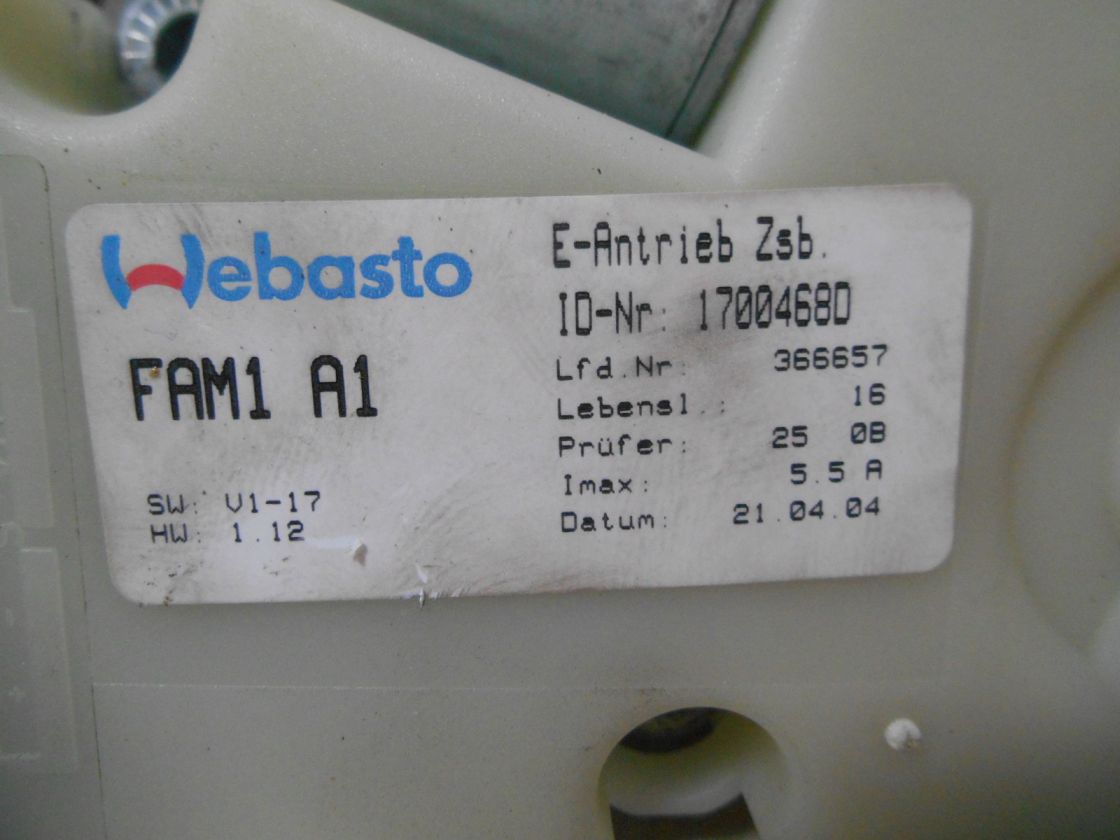 Webasto
FAM1 A1
SW: V1-17
HW: 1.12
E-Antrieb Zsb.
ID-Nr: 1700468D
Lfd.Nr: 366657
Lebensl.: 16
Prüfer: 25 0B
Imax: 5.5 A
Datum: 21.04.04